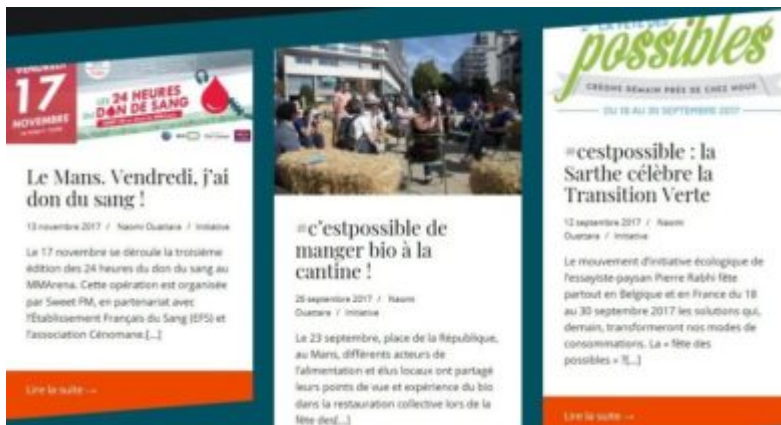 VENDREDI
17
NOVEMBRE
LES 24 HEURES
DU DON DE SANG
Le Mans. Vendredi, j'ai
don du sang !
13 novembre 2017 / Naomi Ouattara / Initiative
Le 17 novembre se déroule la troisième
édition des 24 heures du don du sang au
MMArena. Cette opération est organisée
par Sweet FM, en partenariat avec
l'Établissement Français du Sang (EFS) et
l'association Cénomane.[...]
Lire la suite →
#c'estpossible de
manger bio à la
cantine !
26 septembre 2017 / Naomi
Ouattara / Initiative
Le 23 septembre, place de la République,
au Mans, différents acteurs de
l'alimentation et élus locaux ont partagé
leurs points de vue et expérience du bio
dans la restauration collective lors de la
fête des[...]
LA FÊTE DES
possibles
CRÉONS DEMAIN PRÈS DE CHEZ NOUS
DU 18 AU 30 SEPTEMBRE 2017
#cestpossible : la
Sarthe célèbre la
Transition Verte
12 septembre 2017 / Naomi
Ouattara / Initiative
Le mouvement d'initiative écologique de
l'essayiste-paysan Pierre Rabhi fête
partout en Belgique et en France du 18
au 30 septembre 2017 les solutions qui,
demain, transformeront nos modes de
consommations. La « fête des
possibles » ?[...]
Lire la suite →